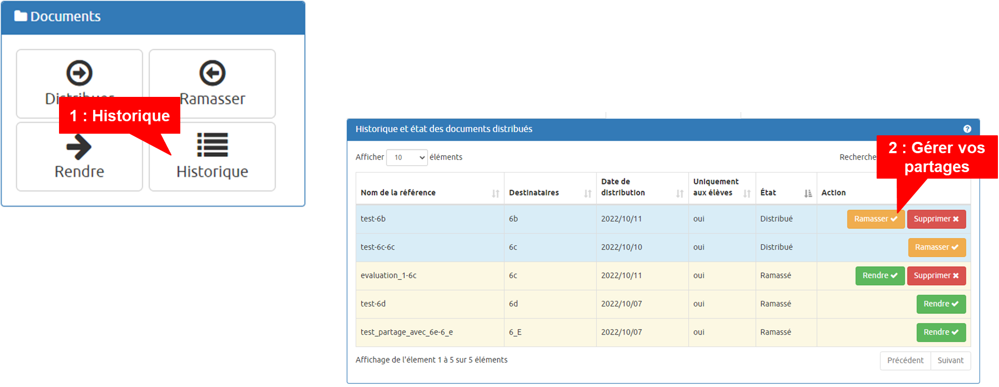 Documents
Distribuer
Ramasser
1 : Historique
Rendre
Historique
Historique et état des documents distribués
2 : Gérer vos
partages
Afficher 10 éléments
Recherche
Nom de la référence
Destinataires
Date de
distribution
Uniquement
aux élèves
État
Action
test-6b 6b 2022/10/11 oui Distribué Ramasser Supprimer
test-6c-6c 6c 2022/10/10 oui Distribué Ramasser
evaluation_1-6c 6c 2022/10/11 oui Ramassé Rendre Supprimer
test-6d 6d 2022/10/07 oui Ramassé Rendre
test_partage_avec_6e-6_e 6_E 2022/10/07 oui Ramassé Rendre
Affichage de l'élement 1 à 5 sur 5 éléments
Précédent Suivant